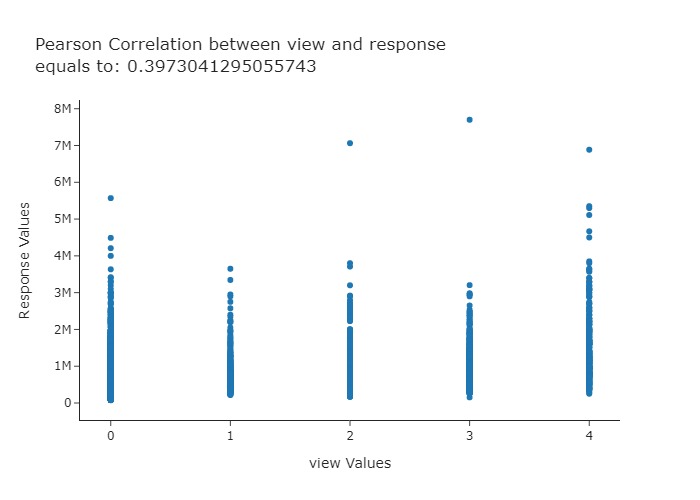 Pearson Correlation between view and response
equals to: 0.3973041295055743
8M
7M
6M
5M
4M
3M
2M
1M
0
Response Values
0 1 2 3 4
view Values